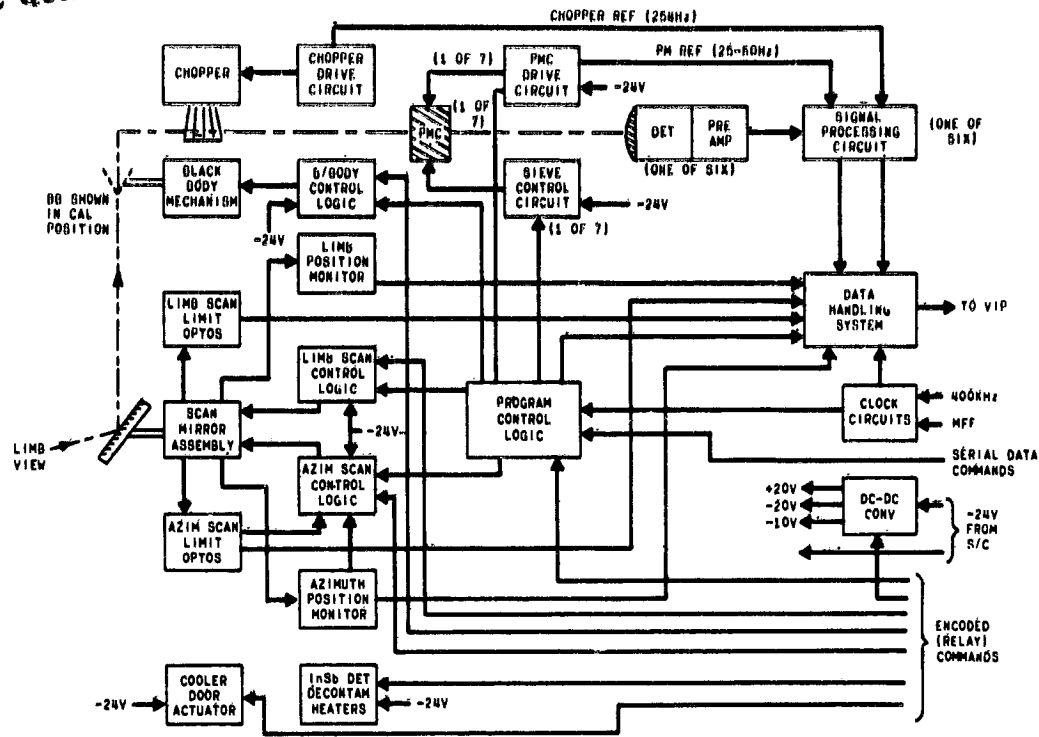 CHOPPER REF (254Hz)
PM REF (25-60Hz)
CHOPPER
CHOPPER
DRIVE
CIRCUIT
(1 OF 7)
PMC
DRIVE
CIRCUIT
-24V
(1 OF
7)
PMC
DET
PRE
AMP
(ONE OF SIX)
SIGNAL
PROCESSING
CIRCUIT
(ONE OF
SIX)
BB SHOWN
IN CAL
POSITION
BLACK
BODY
MECHANISM
B/BODY
CONTROL
LOGIC
-24V
SIEVE
CONTROL
CIRCUIT
-24V
(1 OF 7)
LIMB
POSITION
MONITOR
LIMB SCAN
LIMIT
OPTOS
DATA
HANDLING
SYSTEM
TO VIP
LIMB SCAN
CONTROL
LOGIC
SCAN
MIRROR
ASSEMBLY
-24V
PROGRAM
CONTROL
LOGIC
CLOCK
CIRCUITS
400KHz
MFF
LIMB
VIEW
AZIM SCAN
CONTROL
LOGIC
SERIAL DATA
COMMANDS
AZIM SCAN
LIMIT
OPTOS
+20V
-20V
-10V
DC-DC
CONV
-24V
FROM
S/C
AZIMUTH
POSITION
MONITOR
ENCODED
(RELAY)
COMMANDS
-24V
COOLER
DOOR
ACTUATOR
InSb DET
DECONTAM
HEATERS
-24V